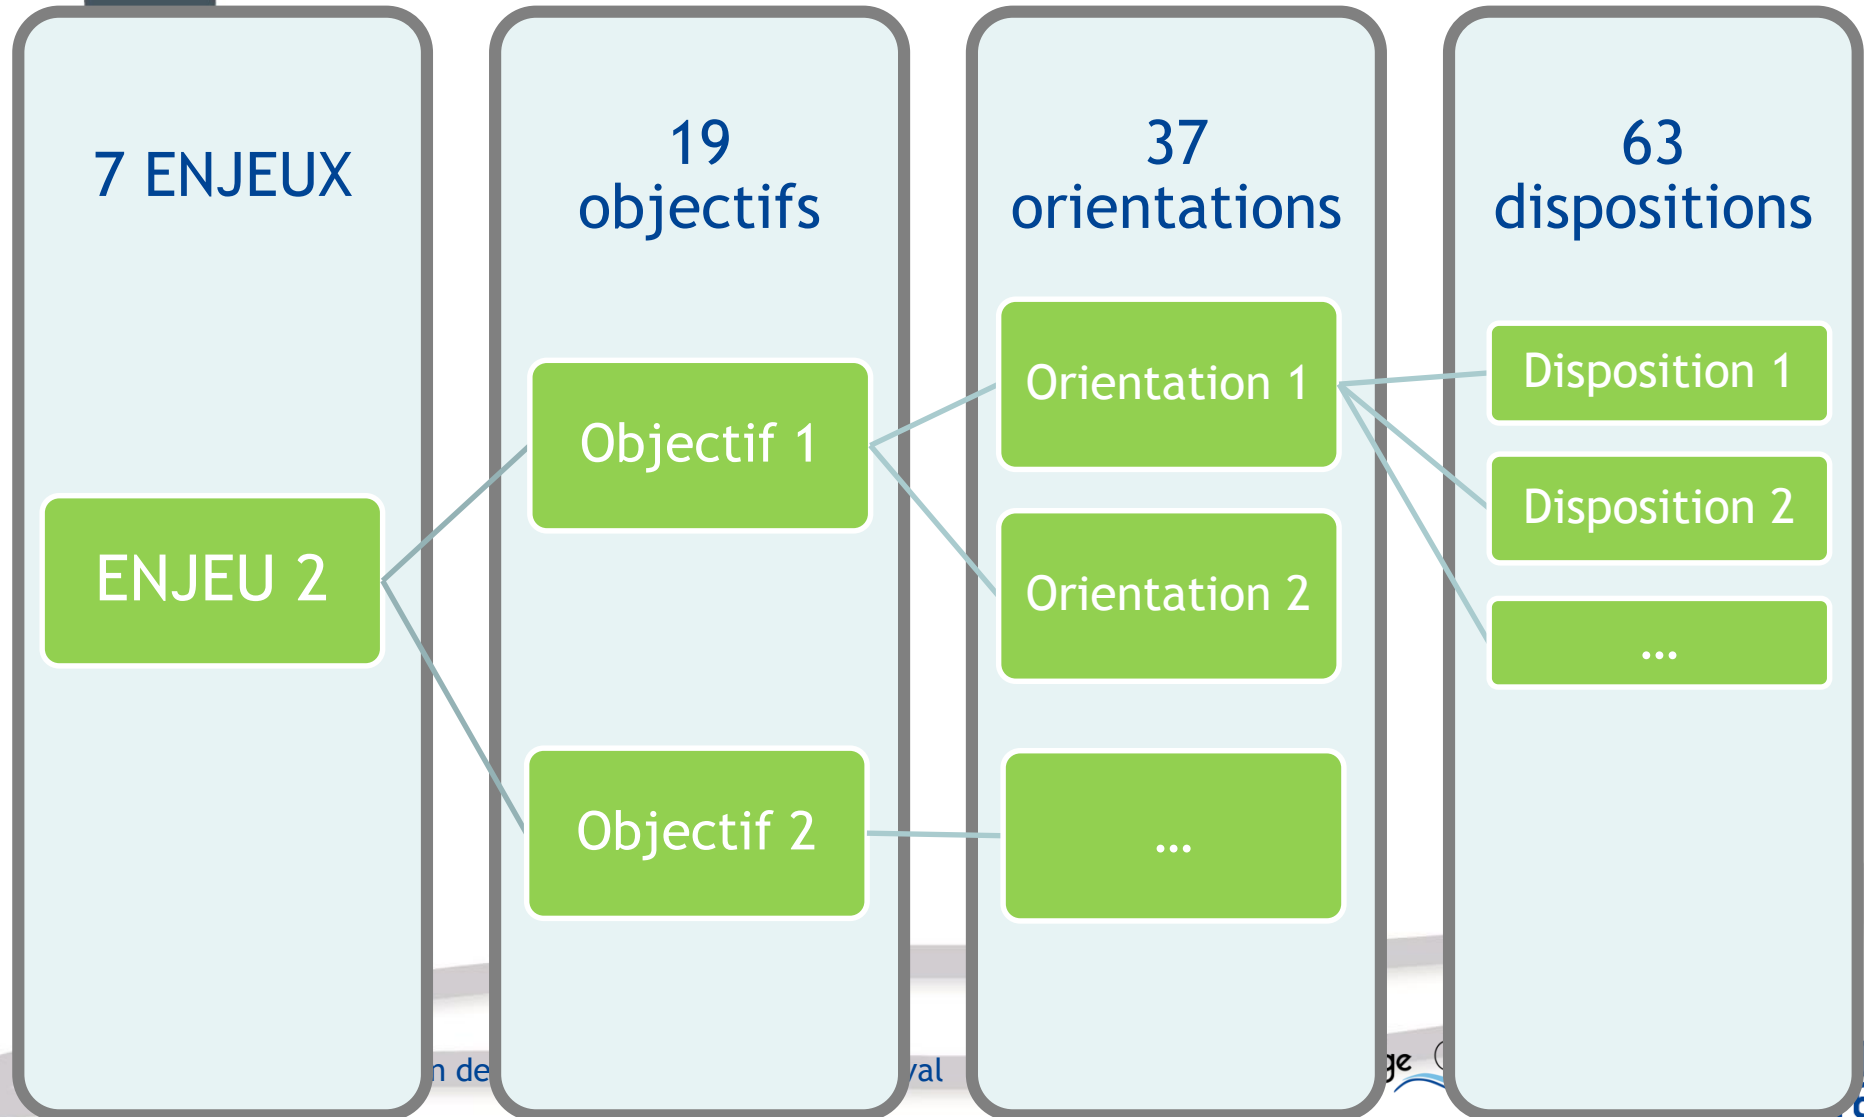 7 ENJEUX
19
objectifs
37
orientations
63
dispositions
ENJEU 2
Objectif 1
Objectif 2
Orientation 1
Orientation 2
...
Disposition 1
Disposition 2
...
de